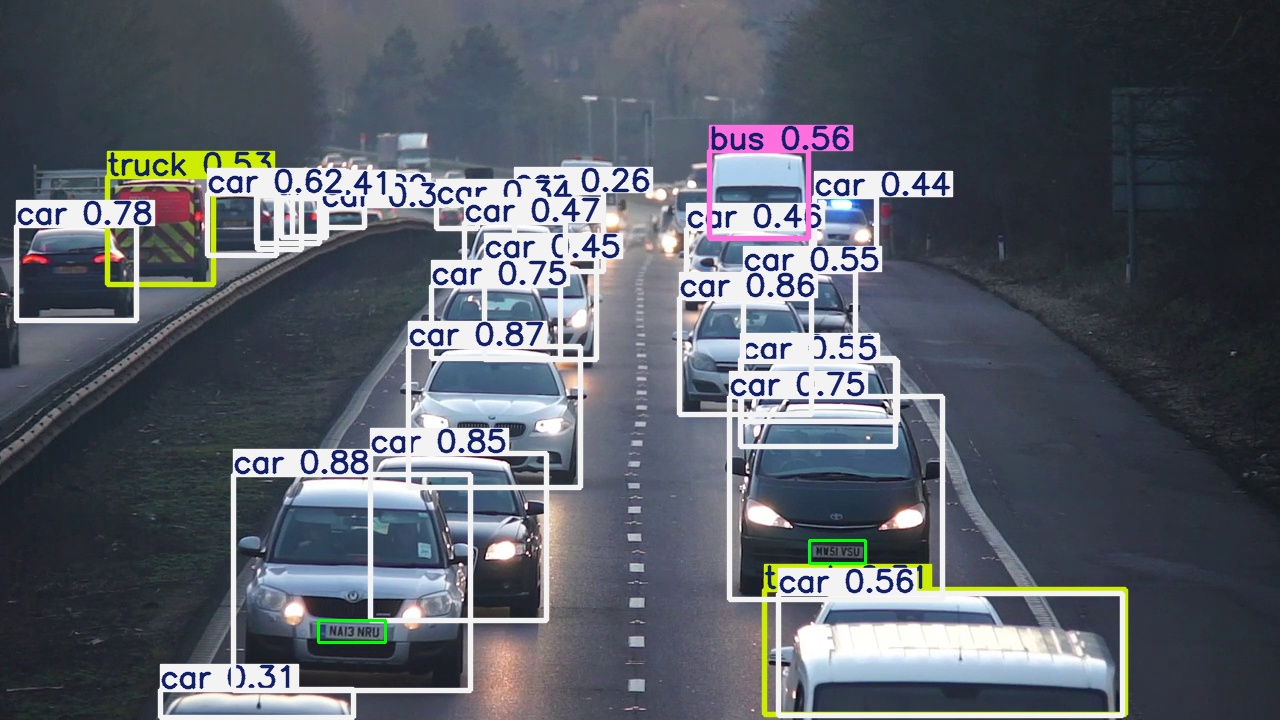 bus 0.56
truck 0.53
car 0.62
car 0.26
car 0.44
car 0.78
car 0.34
car 0.47
car 0.46
car 0.45
car 0.55
car 0.75
car 0.86
car 0.87
car 0.55
car 0.75
car 0.85
car 0.88
MW51 VSU
car 0.56
NA13 NRU
car 0.31